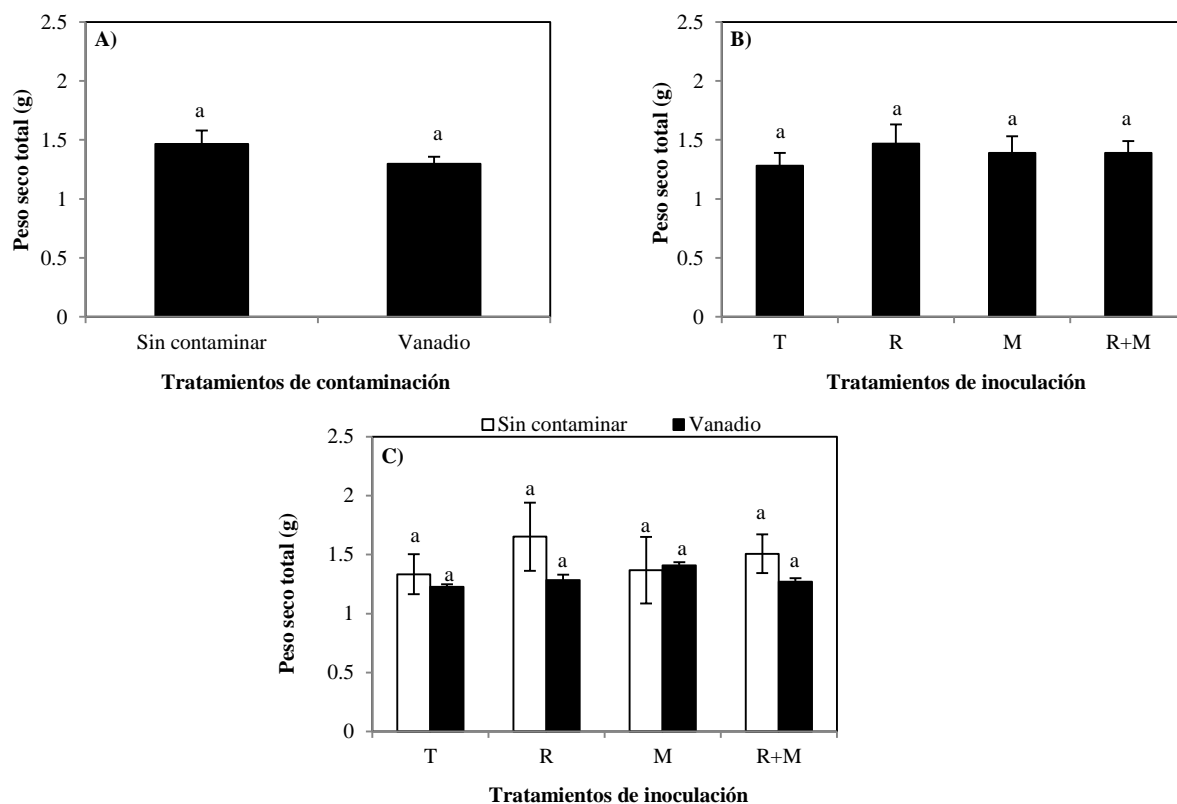 A)
Peso seco total (g)
2.5
2
1.5
1
0.5
0
a
a
Sin contaminar
Vanadio
Tratamientos de contaminación
B)
Peso seco total (g)
2.5
2
1.5
1
0.5
0
a
a
a
a
T
R
M
R+M
Tratamientos de inoculación
Sin contaminar
Vanadio
C)
Peso seco total (g)
2.5
2
1.5
1
0.5
0
a
a
a
a
a
a
a
a
T
R
M
R+M
Tratamientos de inoculación